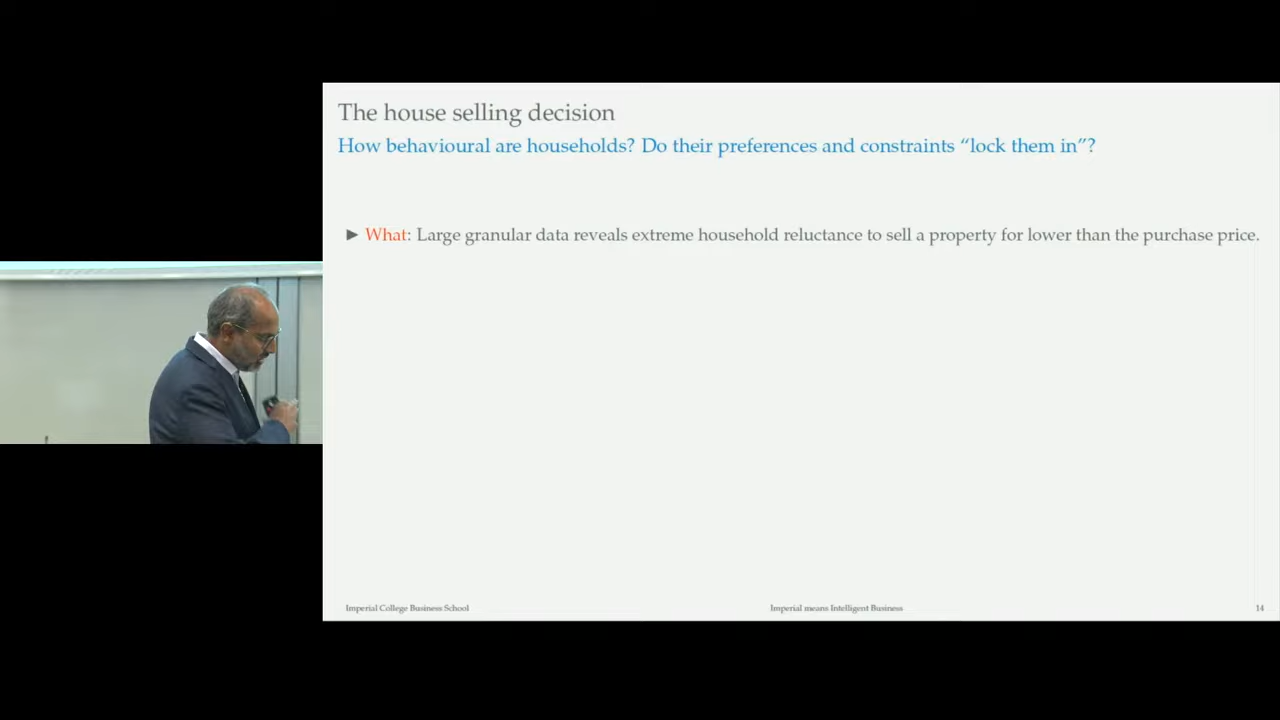 The house selling decision
How behavioural are households? Do their preferences and constraints “lock them in”?
► What: Large granular data reveals extreme household reluctance to sell a property for lower than the purchase price.
Imperial College Business School
Imperial means Intelligent Business
14